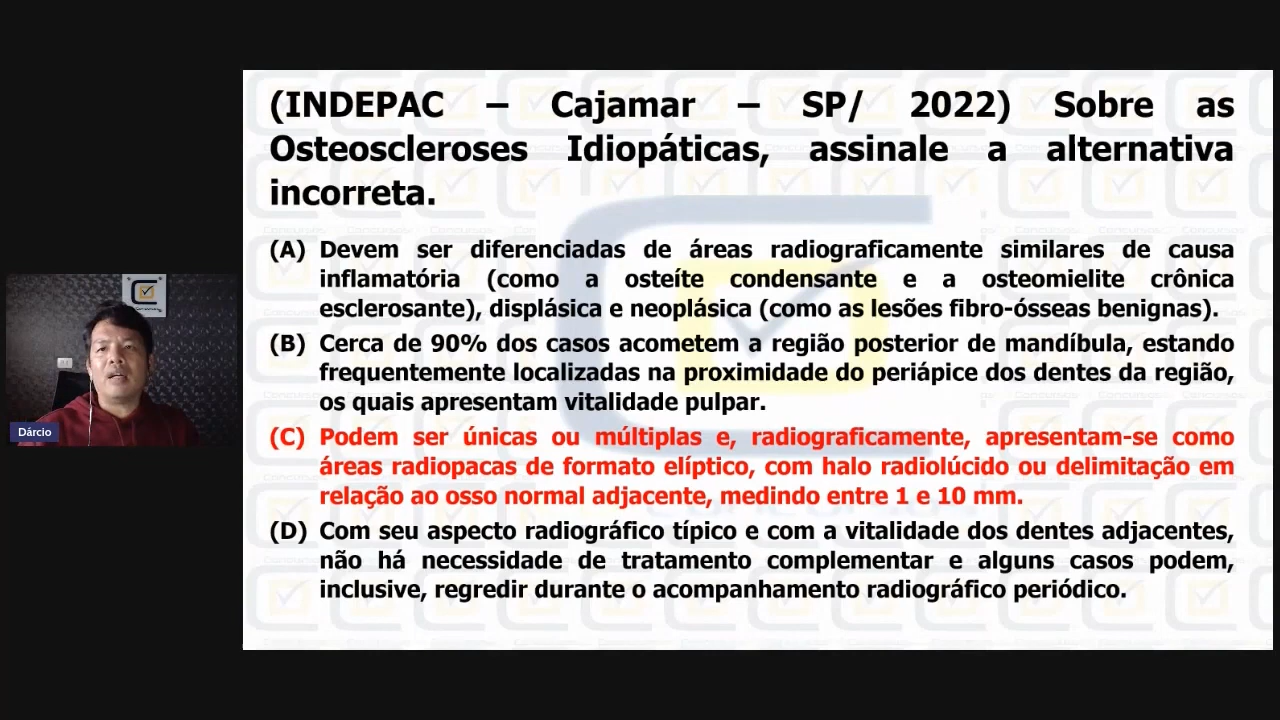 (INDEPAC – Cajamar – SP/ 2022) Sobre as
Osteoscleroses Idiopáticas, assinale a alternativa
incorreta.
(A) Devem ser diferenciadas de áreas radiograficamente similares de causa
inflamatória (como a osteíte condensante e a osteomielite crônica
esclerosante), displásica e neoplásica (como as lesões fibro-ósseas benignas).
(B) Cerca de 90% dos casos acometem a região posterior de mandíbula, estando
frequentemente localizadas na proximidade do periápice dos dentes da região,
os quais apresentam vitalidade pulpar.
(C) Podem ser únicas ou múltiplas e, radiograficamente, apresentam-se como
áreas radiopacas de formato elíptico, com halo radiolúcido ou delimitação em
relação ao osso normal adjacente, medindo entre 1 e 10 mm.
(D) Com seu aspecto radiográfico típico e com a vitalidade dos dentes adjacentes,
não há necessidade de tratamento complementar e alguns casos podem,
inclusive, regredir durante o acompanhamento radiográfico periódico.
Dárcio